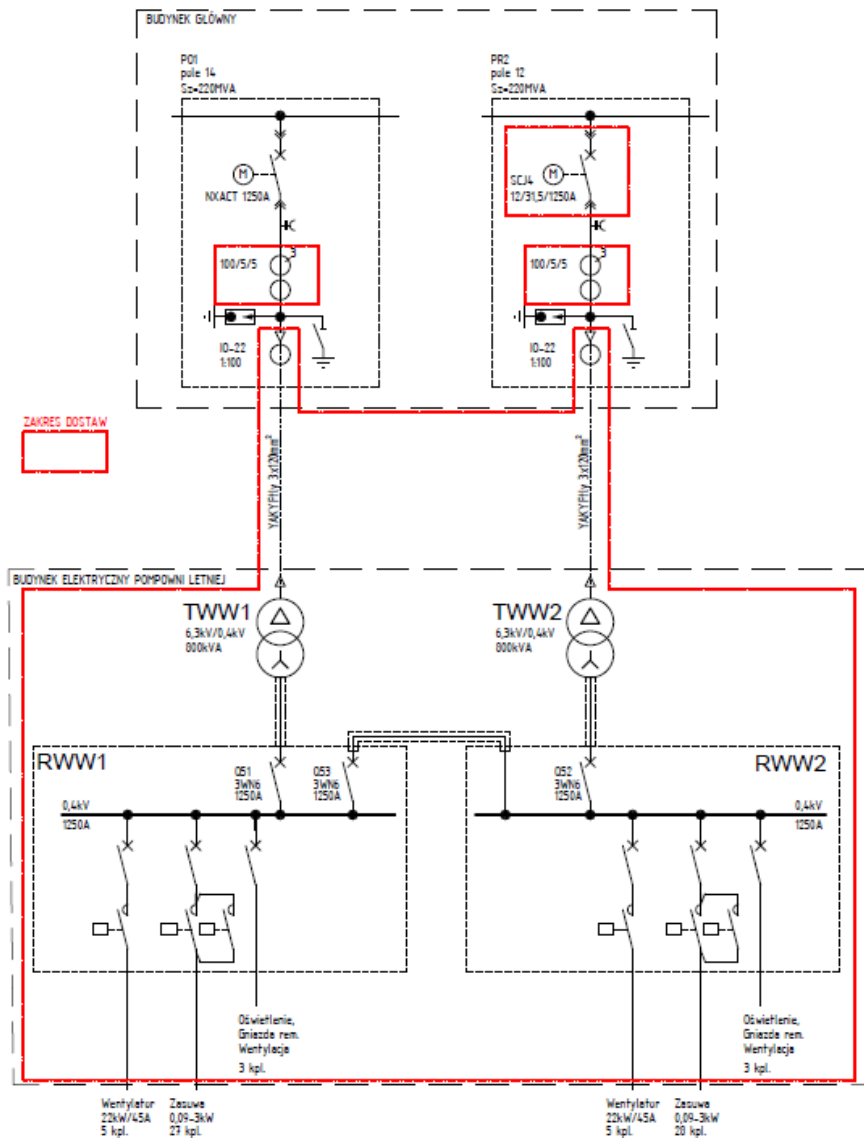 BUDYNEK GŁÓWNY
PO1
pole 14
Sz=220MVA
PR2
pole 12
Sz=220MVA
M
NXACT 1250A
M
SCJ4
12/31,5/1250A
3
100/5/5
3
100/5/5
IO-22
1:100
IO-22
1:100
ZAKRES DOSTAW
YAKYFtly 3x120mm²
YAKYFtly 3x120mm²
BUDYNEK ELEKTRYCZNY POMPOWNI LETNIEJ
TWW1
6,3kV/0,4kV
800kVA
TWW2
6,3kV/0,4kV
800kVA
RWW1
Q51
3WN6
1250A
Q53
3WN6
1250A
Q52
3WN6
1250A
RWW2
0,4kV
1250A
0,4kV
1250A
Oświetlenie,
Gniazda rem.
Wentylacja
3 kpl.
Oświetlenie,
Gniazda rem.
Wentylacja
3 kpl.
Wentylator
22kW/45A
5 kpl.
Zasuwa
0,09-3kW
27 kpl.
Wentylator
22kW/45A
5 kpl.
Zasuwa
0,09-3kW
28 kpl.